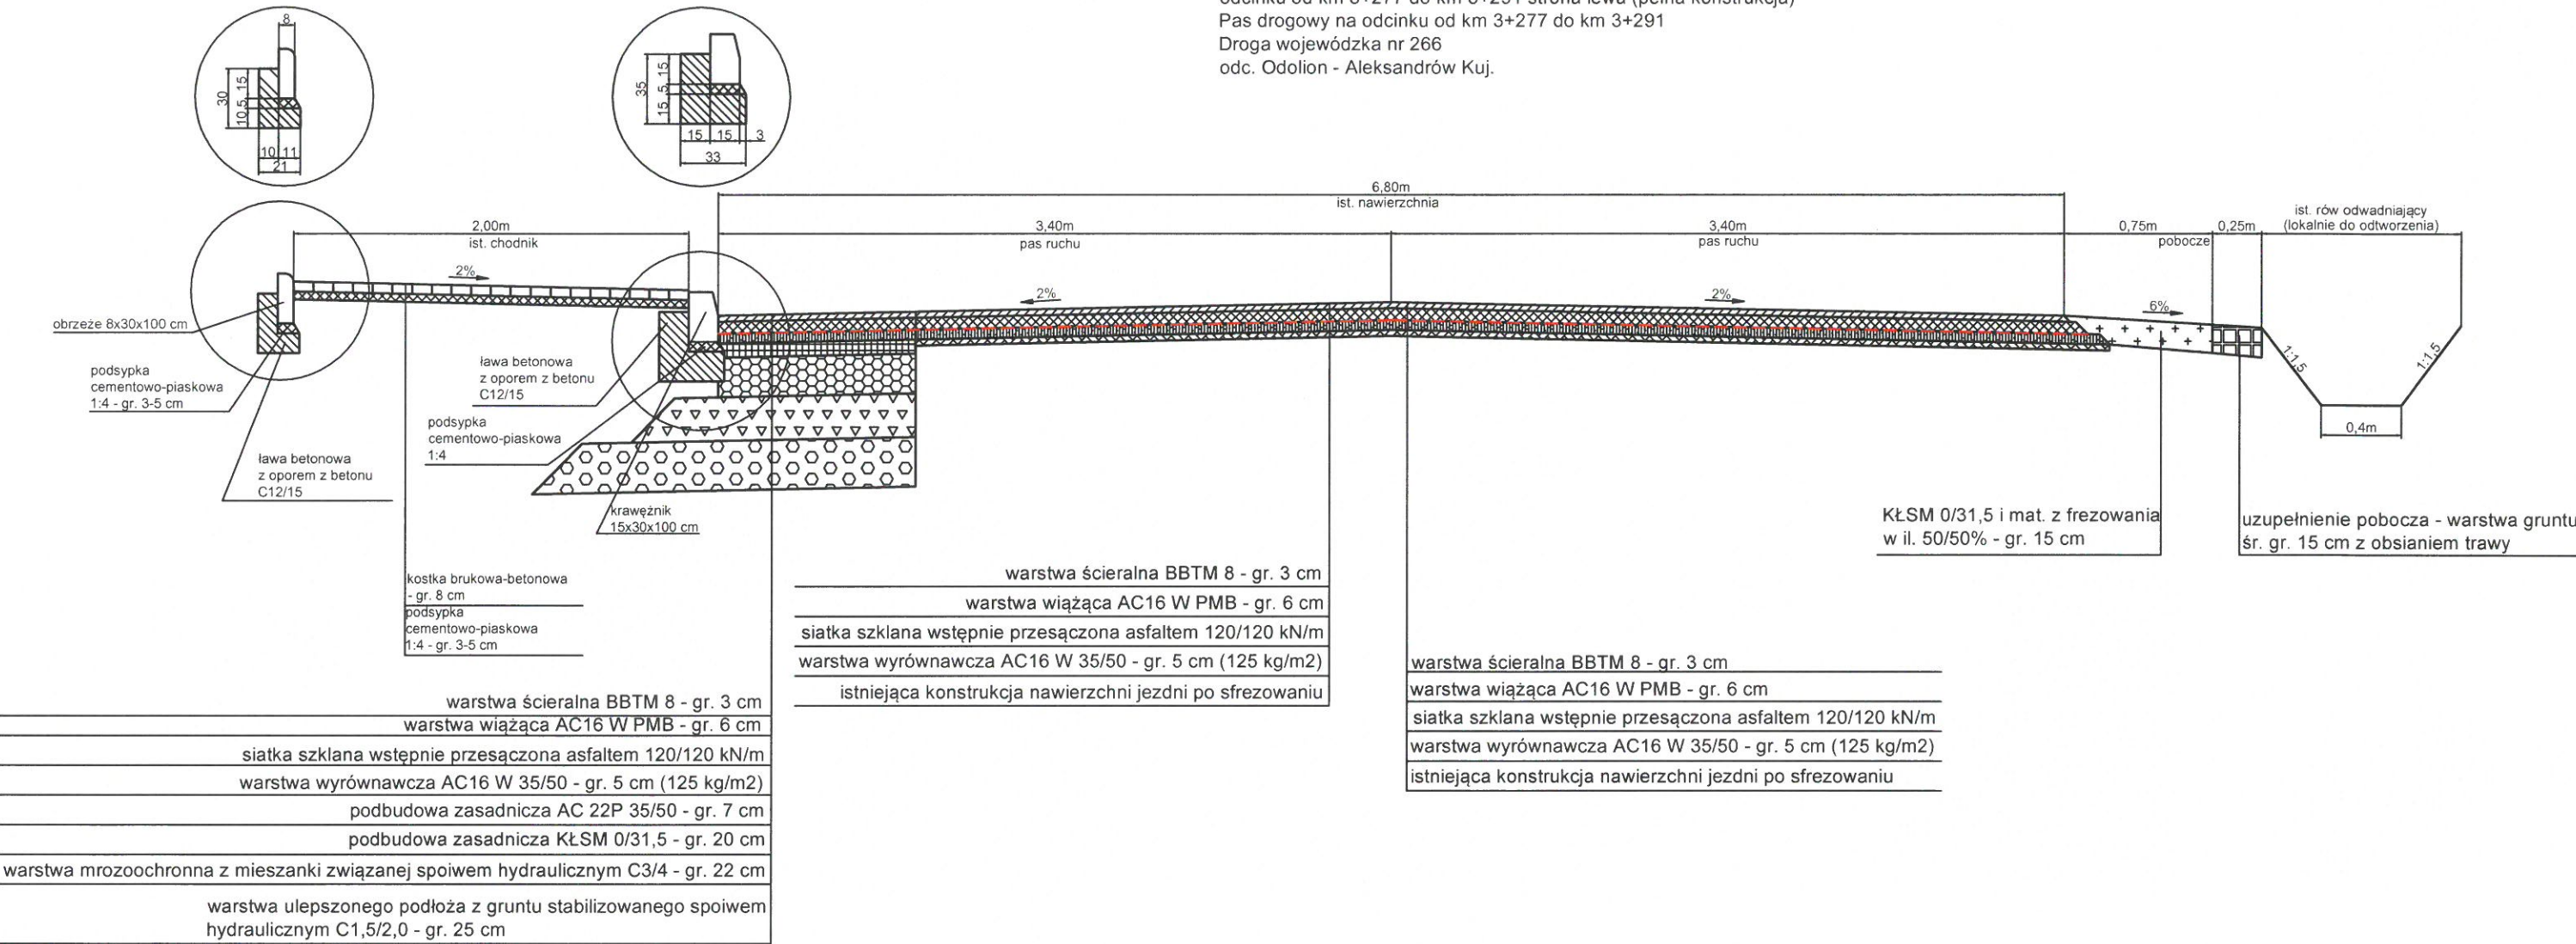 odcinku od km 3+277 do km 3+291 strona lewa (pełna konstrukcja)
Pas drogowy na odcinku od km 3+277 do km 3+291
Droga wojewódzka nr 266
odc. Odolion - Aleksandrów Kuj.
8
30
15
5
10
10
11
21
35
15
5
15
15
15
3
33
6,80m
ist. nawierzchnia
2,00m
ist. chodnik
3,40m
pas ruchu
3,40m
pas ruchu
0,75m
pobocze
0,25m
ist. rów odwadniający
(lokalnie do odtworzenia)
2%
2%
2%
6%
1:1,5
1:1,5
0,4m
obrzeże 8x30x100 cm
podsypka
cementowo-piaskowa
1:4 - gr. 3-5 cm
ława betonowa
z oporem z betonu
C12/15
ława betonowa
z oporem z betonu
C12/15
podsypka
cementowo-piaskowa
1:4
krawężnik
15x30x100 cm
kostka brukowa-betonowa
- gr. 8 cm
podsypka
cementowo-piaskowa
1:4 - gr. 3-5 cm
KŁSM 0/31,5 i mat. z frezowania
w il. 50/50% - gr. 15 cm
uzupełnienie pobocza - warstwa gruntu
śr. gr. 15 cm z obsianiem trawy
warstwa ścieralna BBTM 8 - gr. 3 cm
warstwa wiążąca AC16 W PMB - gr. 6 cm
siatka szklana wstępnie przesączona asfaltem 120/120 kN/m
warstwa wyrównawcza AC16 W 35/50 - gr. 5 cm (125 kg/m2)
istniejąca konstrukcja nawierzchni jezdni po sfrezowaniu
warstwa ścieralna BBTM 8 - gr. 3 cm
warstwa wiążąca AC16 W PMB - gr. 6 cm
siatka szklana wstępnie przesączona asfaltem 120/120 kN/m
warstwa wyrównawcza AC16 W 35/50 - gr. 5 cm (125 kg/m2)
istniejąca konstrukcja nawierzchni jezdni po sfrezowaniu
warstwa ścieralna BBTM 8 - gr. 3 cm
warstwa wiążąca AC16 W PMB - gr. 6 cm
siatka szklana wstępnie przesączona asfaltem 120/120 kN/m
warstwa wyrównawcza AC16 W 35/50 - gr. 5 cm (125 kg/m2)
podbudowa zasadnicza AC 22P 35/50 - gr. 7 cm
podbudowa zasadnicza KŁSM 0/31,5 - gr. 20 cm
warstwa mrozoochronna z mieszanki związanej spoiwem hydraulicznym C3/4 - gr. 22 cm
warstwa ulepszonego podłoża z gruntu stabilizowanego spoiwem
hydraulicznym C1,5/2,0 - gr. 25 cm